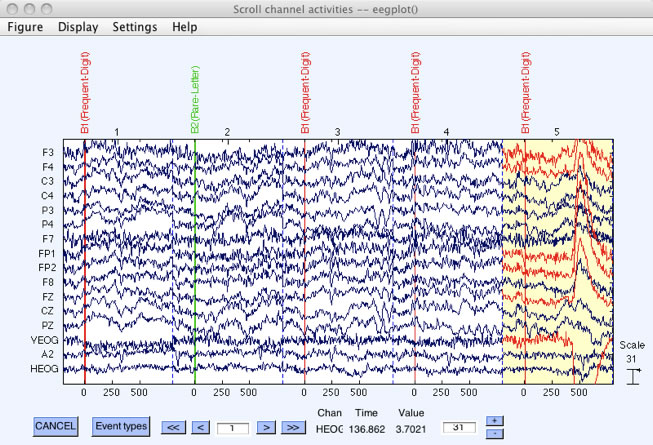 Scroll channel activities -- eegplot()
Figure Display Settings Help
B1(Frequent-Digit) B2(Rare-Letter) B1(Frequent-Digit) B1(Frequent-Digit) B1(Frequent-Digit)
1 2 3 4 5
F3
F4
C3
C4
P3
P4
F7
FP1
FP2
F8
FZ
CZ
PZ
VEOG
A2
HEOG
Scale
31
0 250 500 0 250 500 0 250 500 0 250 500 0 250 500
Chan Time Value
CANCEL Event types << < 1 > >> HEOG 136.862 3.7021 31 + -